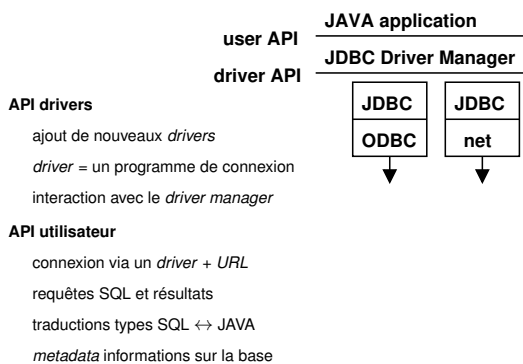 JAVA application
user API
JDBC Driver Manager
driver API
JDBC JDBC
ODBC net
API drivers
ajout de nouveaux drivers
driver = un programme de connexion
interaction avec le driver manager
API utilisateur
connexion via un driver + URL
requêtes SQL et résultats
traductions types SQL ↔ JAVA
metadata informations sur la base